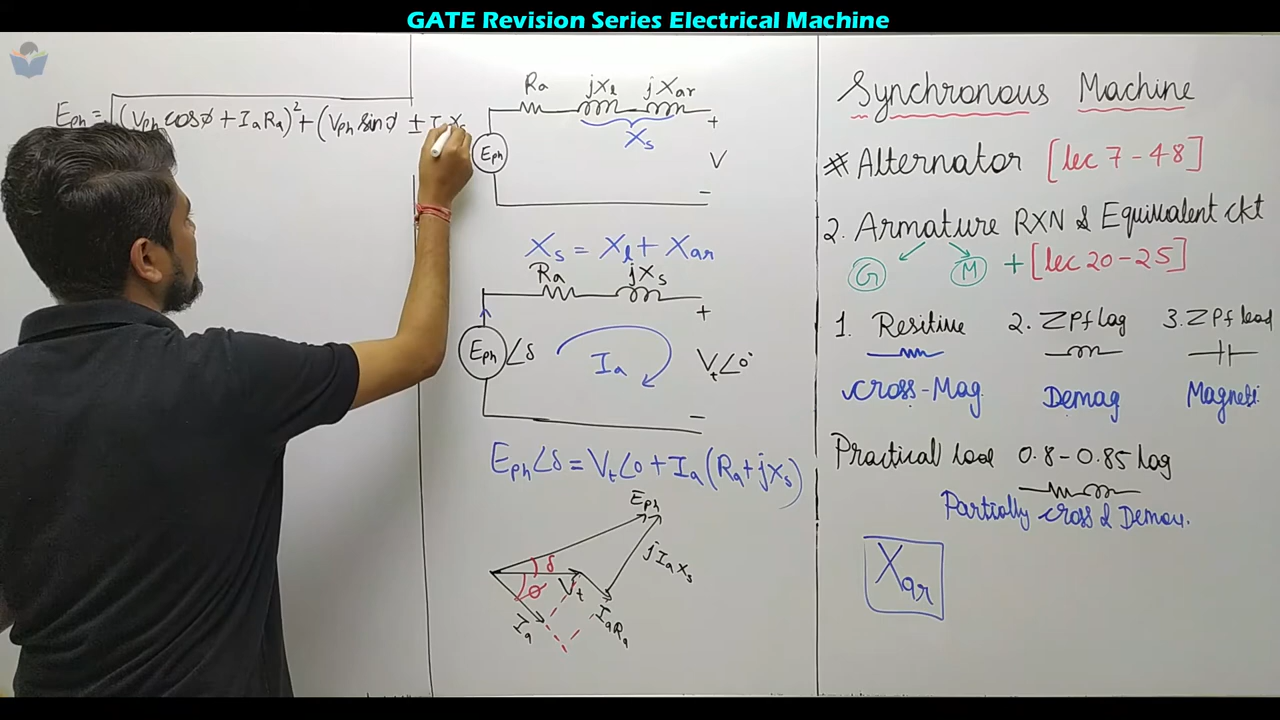 GATE Revision Series Electrical Machine
Eph = √(Vph cosφ + IaRa)² + (Vph sinφ ± I Xs
Ra jXl jXar
Xs
+
Eph
V
−
Xs = Xl + Xar
Ra jXs
+
Eph ∠δ
Ia
Vt∠0°
−
Eph∠δ = Vt∠0 + Ia(Ra+jXs)
Eph
δ
Vt
jIaXs
Ia
IaRa
Synchronous Machine
* Alternator [lec 7 - 48]
2. Armature RXN & Equivalent ckt
G M + [lec 20 - 25]
1. Resitive 2. ZPf lag 3. ZPf lead
Cross-Mag. Demag Magneti.
Practical load 0.8 - 0.85 lag
Partially cross & Demag.
Xar